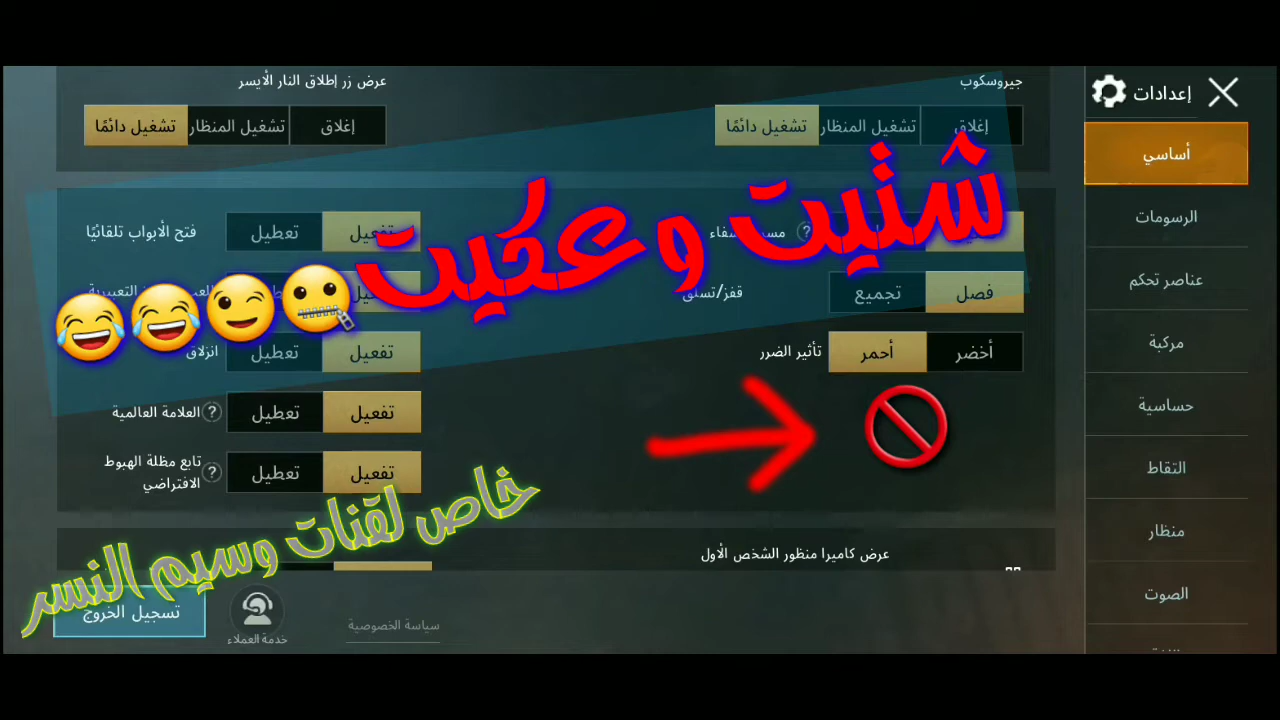 إعدادات
أساسي
الرسومات
عناصر تحكم
مركبة
حساسية
التقاط
منظار
الصوت
جيروسكوب
إغلاق
تشغيل المنظار
تشغيل دائمًا
عرض زر إطلاق النار الأيسر
إغلاق
تشغيل المنظار
تشغيل دائمًا
شتيت وعكيت
فتح الأبواب تلقائيًا
تعطيل
تفعيل
قفز/تسلق
تجميع
فصل
التعبيرية
تأثير الضرر
أحمر
أخضر
انزلاق
تعطيل
تفعيل
العلامة العالمية
تعطيل
تفعيل
تابع مظلة الهبوط
الافتراضي
تعطيل
تفعيل
خاص لقنات وسيم النسر
عرض كاميرا منظور الشخص الأول
تسجيل الخروج
خدمة العملاء
سياسة الخصوصية